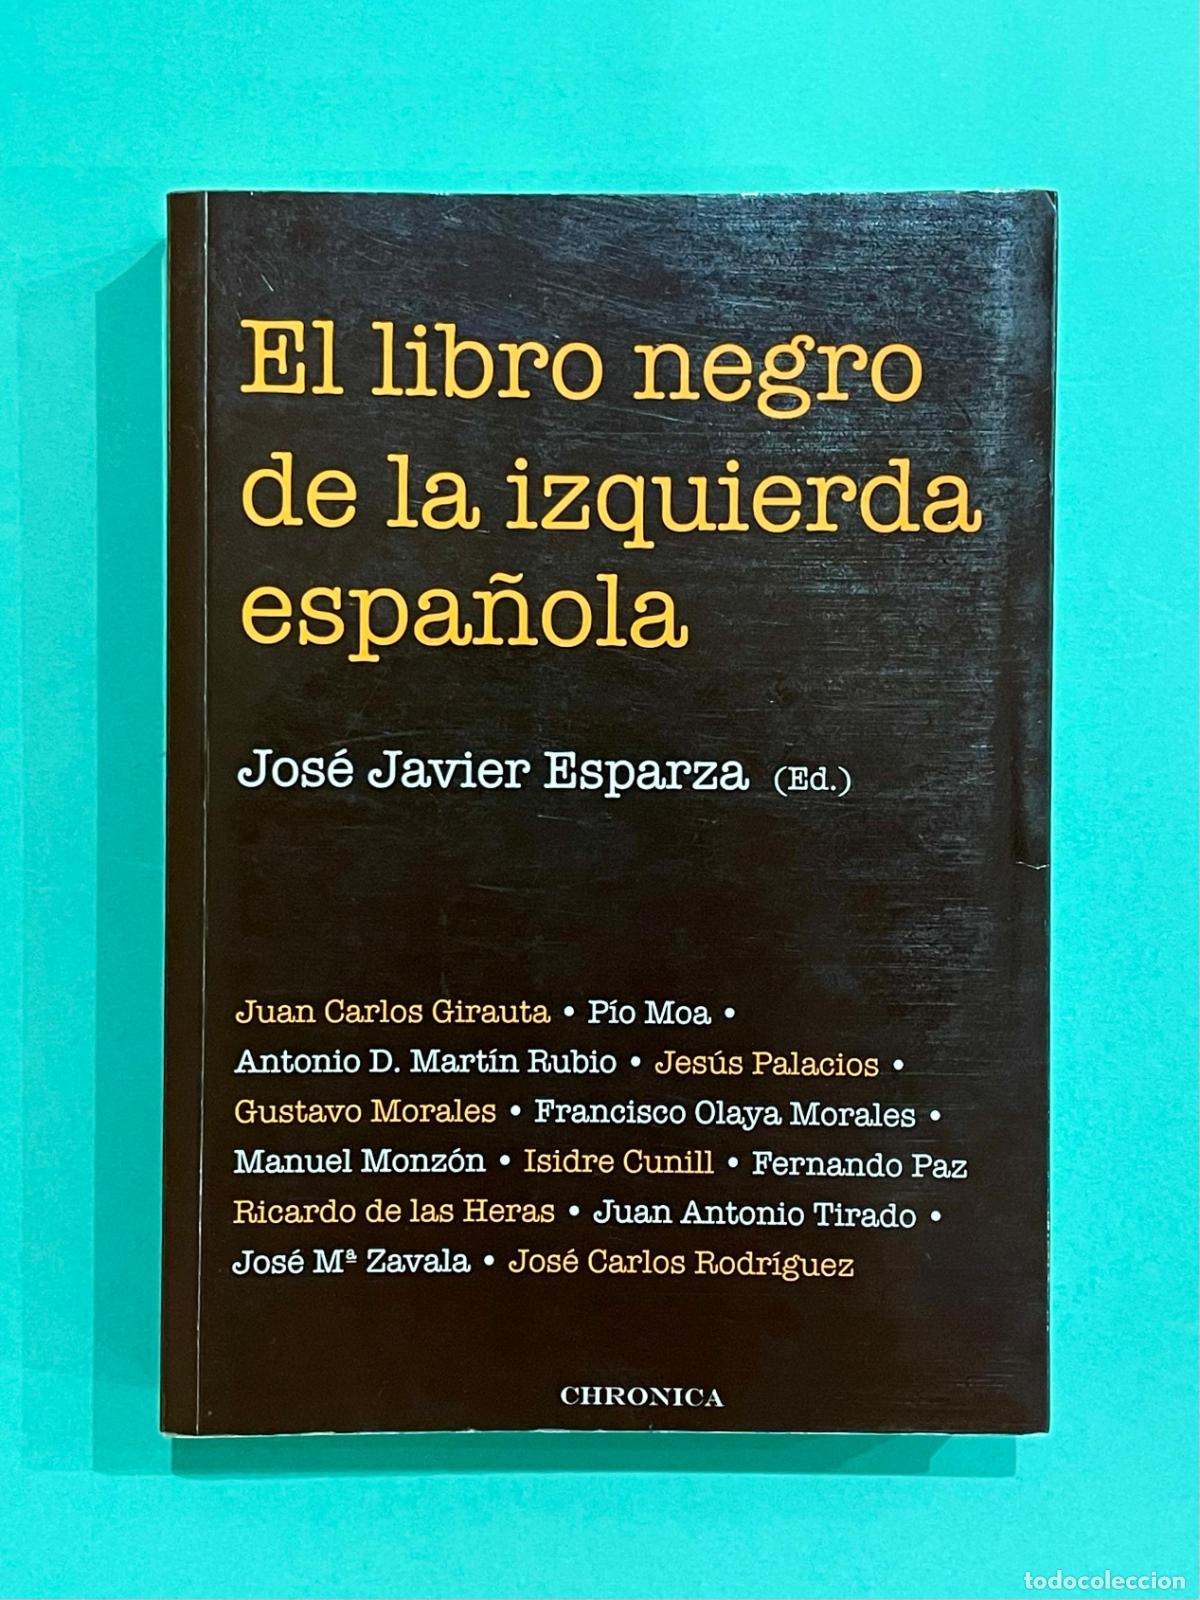 El libro negro
de la izquierda
española
José Javier Esparza (Ed.)
Juan Carlos Girauta • Pío Moa •
Antonio D. Martín Rubio • Jesús Palacios •
Gustavo Morales • Francisco Olaya Morales •
Manuel Monzón • Isidre Cunill • Fernando Paz
Ricardo de las Heras • Juan Antonio Tirado •
José Mª Zavala • José Carlos Rodríguez
CHRONICA
todocoleccion